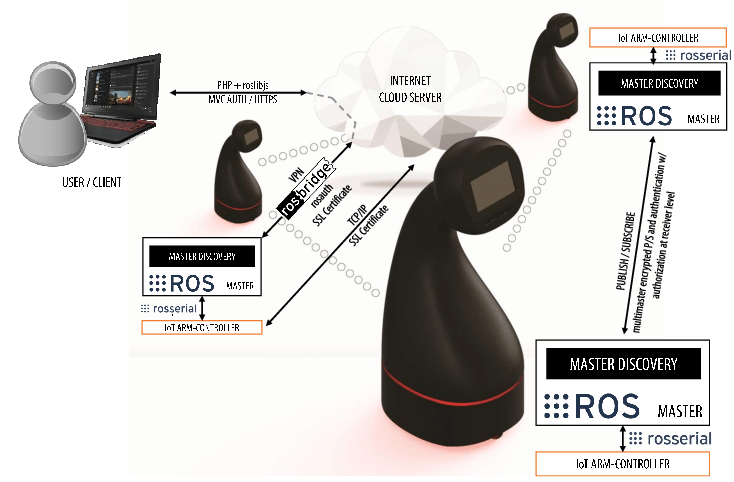 IoT ARM-CONTROLLER
rosserial
MASTER DISCOVERY
ROS MASTER
INTERNET
CLOUD SERVER
PHP + roslibjs
MVC AUTH / HTTPS
USER / CLIENT
VPN
rosbridge
rosauth
SSL Certificate
TCP/IP
SSL Certificate
MASTER DISCOVERY
ROS MASTER
rosserial
IoT ARM-CONTROLLER
PUBLISH / SUBSCRIBE
multimaster encrypted P/S and authentication w/
authorization at receiver level
MASTER DISCOVERY
ROS MASTER
rosserial
IoT ARM-CONTROLLER